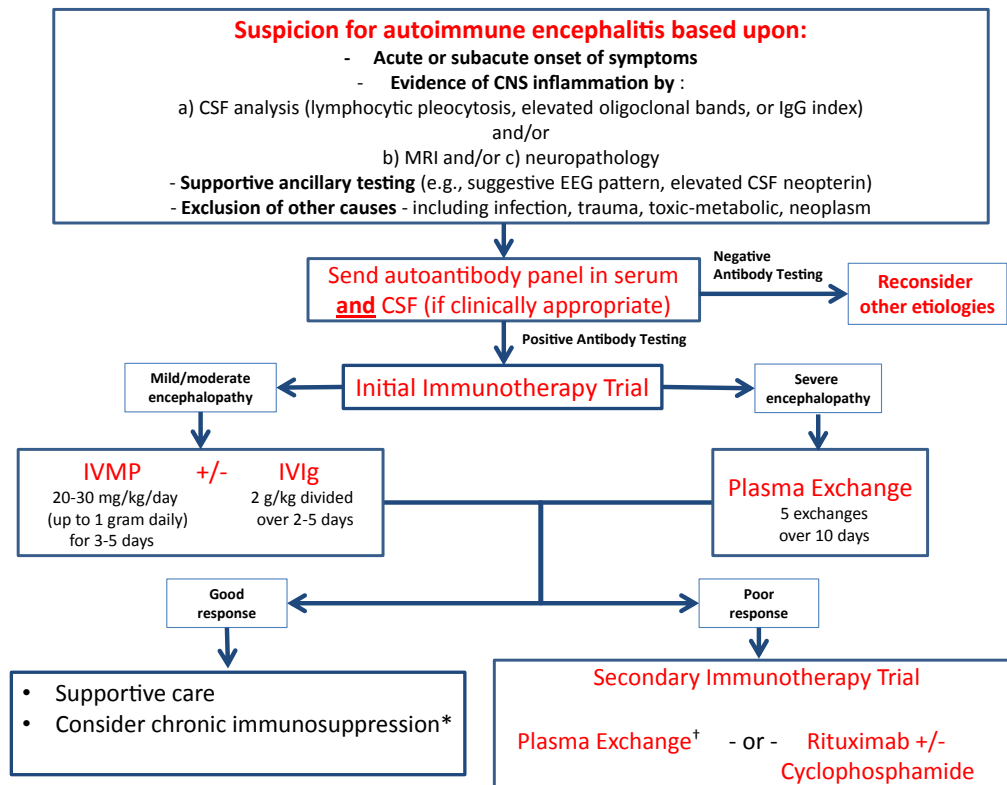 Suspicion for autoimmune encephalitis based upon:
- Acute or subacute onset of symptoms
- Evidence of CNS inflammation by :
a) CSF analysis (lymphocytic pleocytosis, elevated oligoclonal bands, or IgG index)
and/or
b) MRI and/or c) neuropathology
- Supportive ancillary testing (e.g., suggestive EEG pattern, elevated CSF neopterin)
- Exclusion of other causes - including infection, trauma, toxic-metabolic, neoplasm
Send autoantibody panel in serum
and CSF (if clinically appropriate)
Negative
Antibody Testing
Reconsider
other etiologies
Positive Antibody Testing
Initial Immunotherapy Trial
Mild/moderate
encephalopathy
Severe
encephalopathy
IVMP +/- IVIg
20-30 mg/kg/day
(up to 1 gram daily)
for 3-5 days
2 g/kg divided
over 2-5 days
Plasma Exchange
5 exchanges
over 10 days
Good
response
Poor
response
• Supportive care
• Consider chronic immunosuppression*
Secondary Immunotherapy Trial
Plasma Exchange† - or - Rituximab +/-
Cyclophosphamide